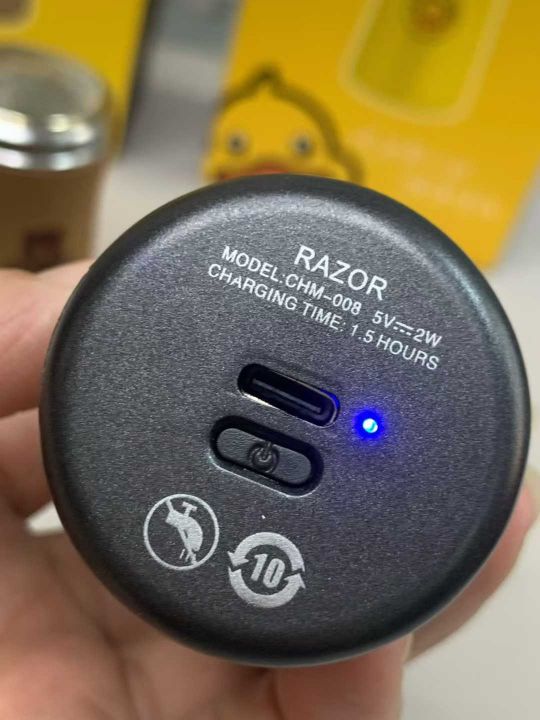 RAZOR
MODEL:CHM-008 5V⎓2W
CHARGING TIME: 1.5 HOURS
10